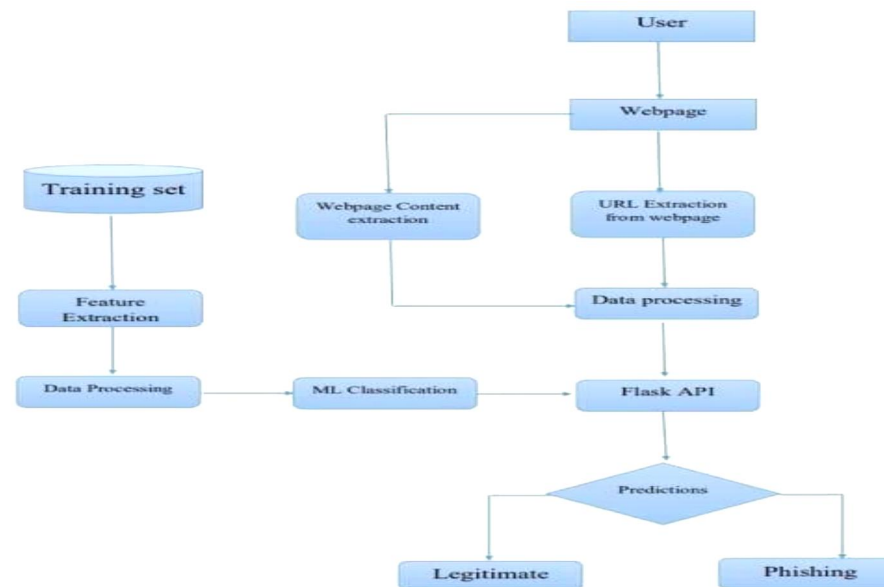 User
Webpage
Training set
Webpage Content
extraction
URL Extraction
from webpage
Feature
Extraction
Data processing
Data Processing
ML Classification
Flask API
Predictions
Legitimate
Phishing